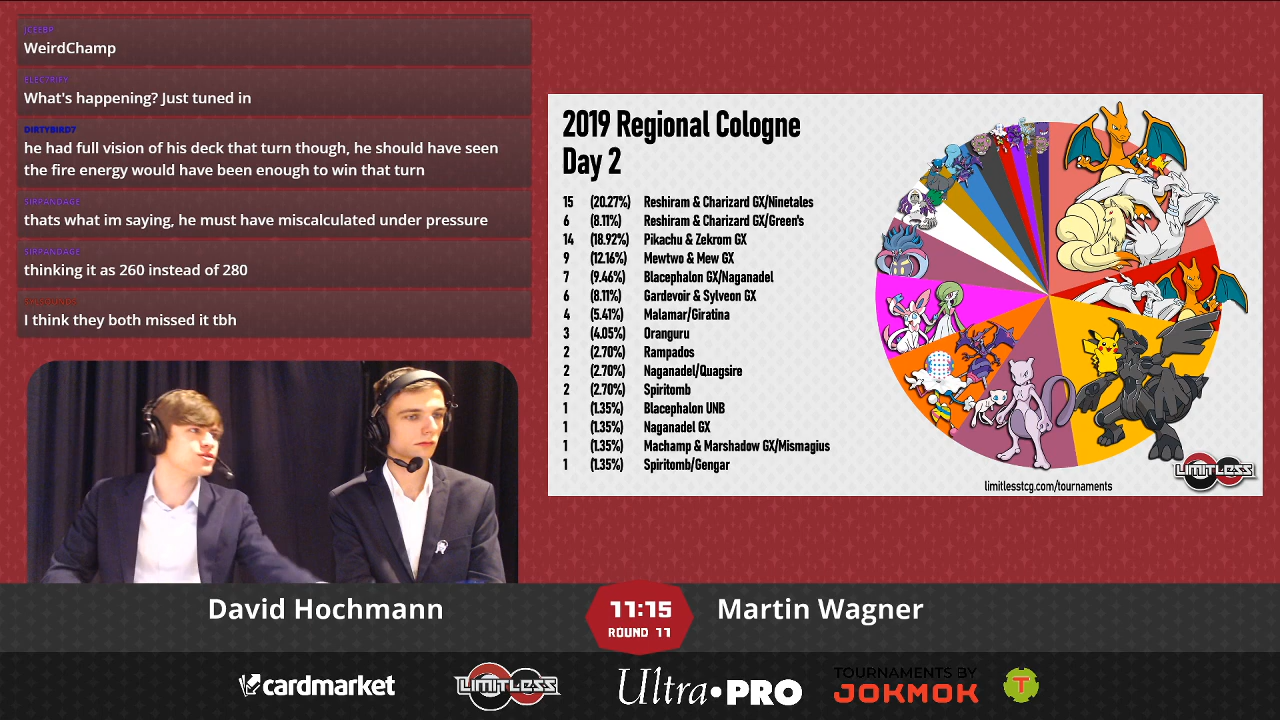 JCEEBP
WeirdChamp
ELEC7RIFY
What's happening? Just tuned in
DIRTYBIRD7
he had full vision of his deck that turn though, he should have seen
the fire energy would have been enough to win that turn
SIRPANDAGE
thats what im saying, he must have miscalculated under pressure
SIRPANDAGE
thinking it as 260 instead of 280
I think they both missed it tbh
2019 Regional Cologne
Day 2
15 (20.27%) Reshiram & Charizard GX/Ninetales
6 (8.11%) Reshiram & Charizard GX/Green's
14 (18.92%) Pikachu & Zekrom GX
9 (12.16%) Mewtwo & Mew GX
7 (9.46%) Blacephalon GX/Naganadel
6 (8.11%) Gardevoir & Sylveon GX
4 (5.41%) Malamar/Giratina
3 (4.05%) Oranguru
2 (2.70%) Rampados
2 (2.70%) Naganadel/Quagsire
2 (2.70%) Spiritomb
1 (1.35%) Blacephalon UNB
1 (1.35%) Naganadel GX
1 (1.35%) Machamp & Marshadow GX/Mismagius
1 (1.35%) Spiritomb/Gengar
LIMITLESS
limitlesstcg.com/tournaments
David Hochmann
11:15
ROUND 11
Martin Wagner
cardmarket
LIMITLESS
Ultra•PRO
TOURNAMENTS BY
JOKMOK
T